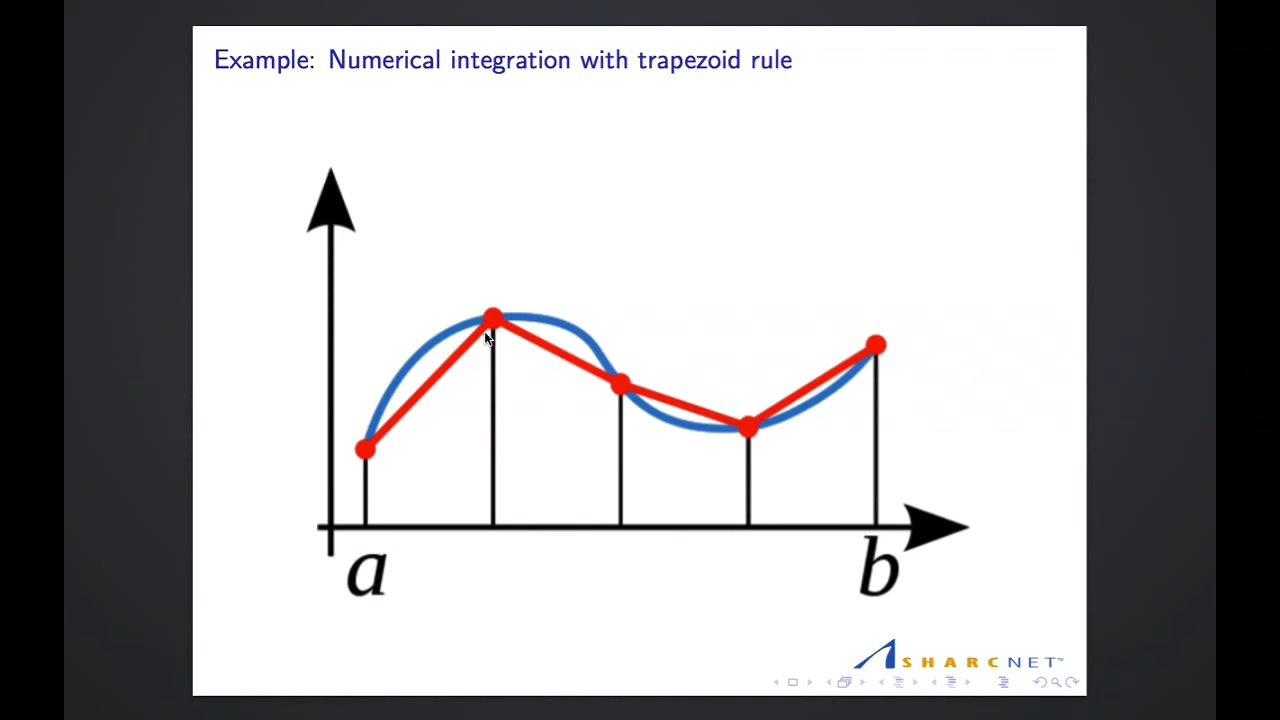 Example: Numerical integration with trapezoid rule
a
b
SHARCNET™